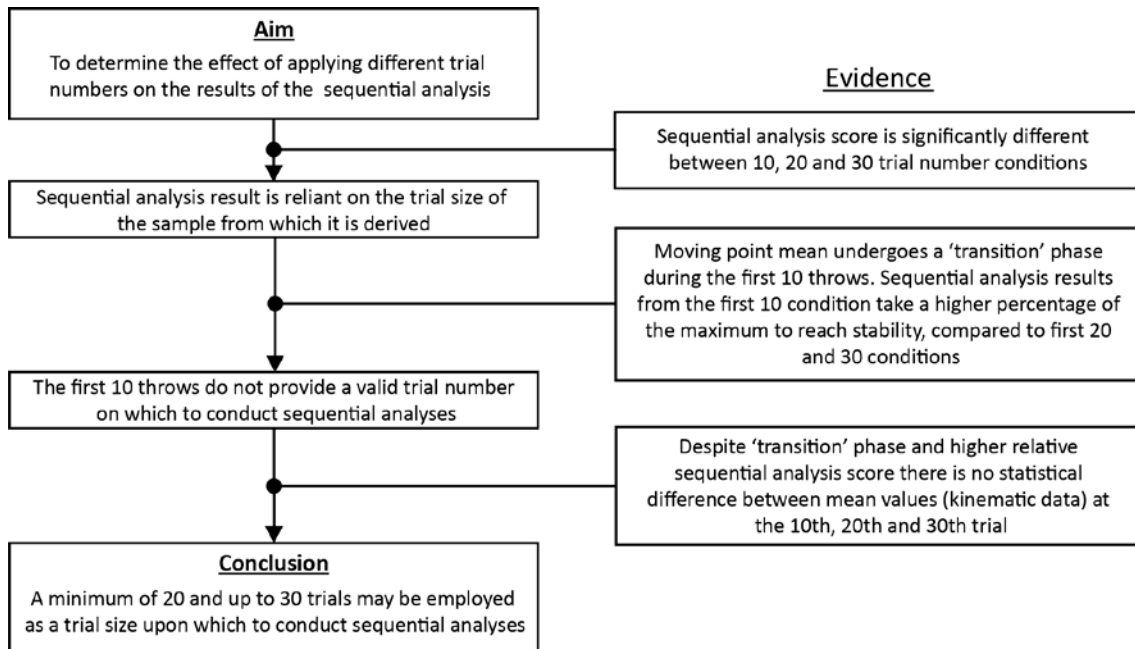 Aim
To determine the effect of applying different trial
numbers on the results of the sequential analysis
Evidence
Sequential analysis score is significantly different
between 10, 20 and 30 trial number conditions
Sequential analysis result is reliant on the trial size of
the sample from which it is derived
Moving point mean undergoes a ‘transition’ phase
during the first 10 throws. Sequential analysis results
from the first 10 condition take a higher percentage of
the maximum to reach stability, compared to first 20
and 30 conditions
The first 10 throws do not provide a valid trial number
on which to conduct sequential analyses
Despite ‘transition’ phase and higher relative
sequential analysis score there is no statistical
difference between mean values (kinematic data) at
the 10th, 20th and 30th trial
Conclusion
A minimum of 20 and up to 30 trials may be employed
as a trial size upon which to conduct sequential analyses